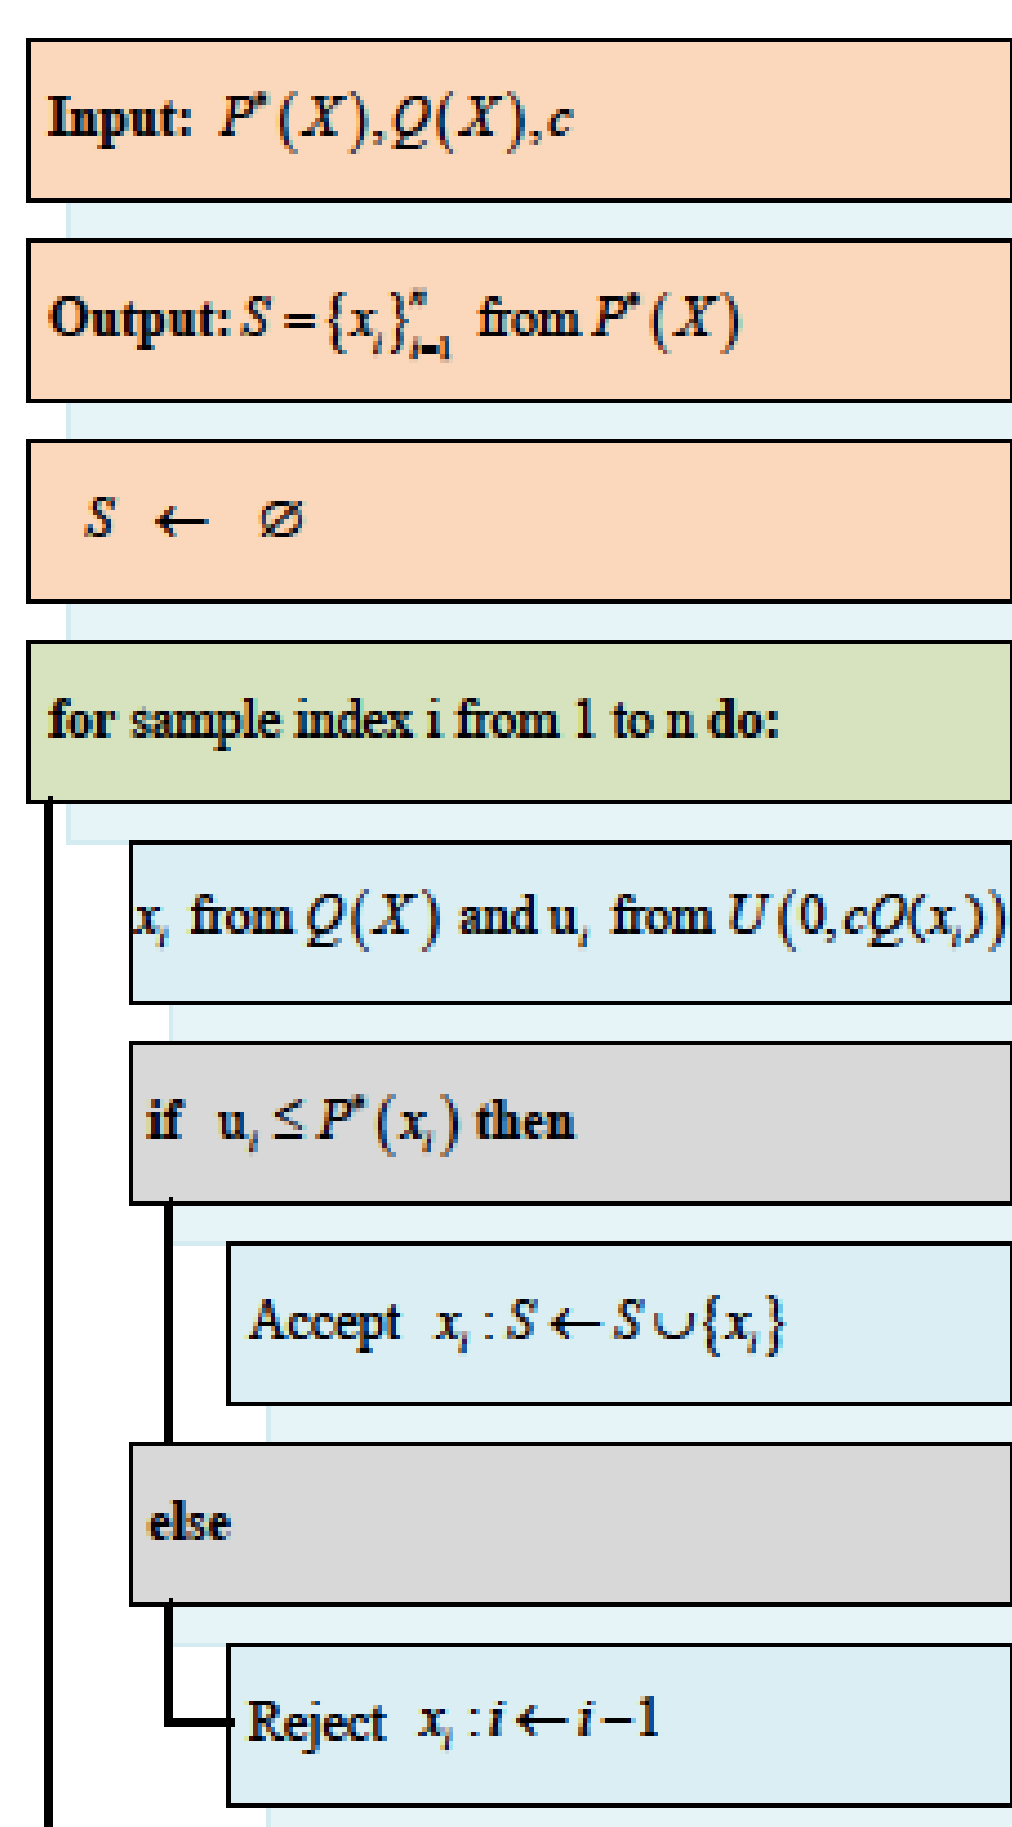 Input: P*(X),Q(X),c
Output: S = {x_i}_{i=1}^n from P*(X)
S ← ∅
for sample index i from 1 to n do:
x_i from Q(X) and u_i from U(0,cQ(x_i))
if u_i ≤ P*(x_i) then
Accept x_i : S ← S ∪ {x_i}
else
Reject x_i : i ← i − 1